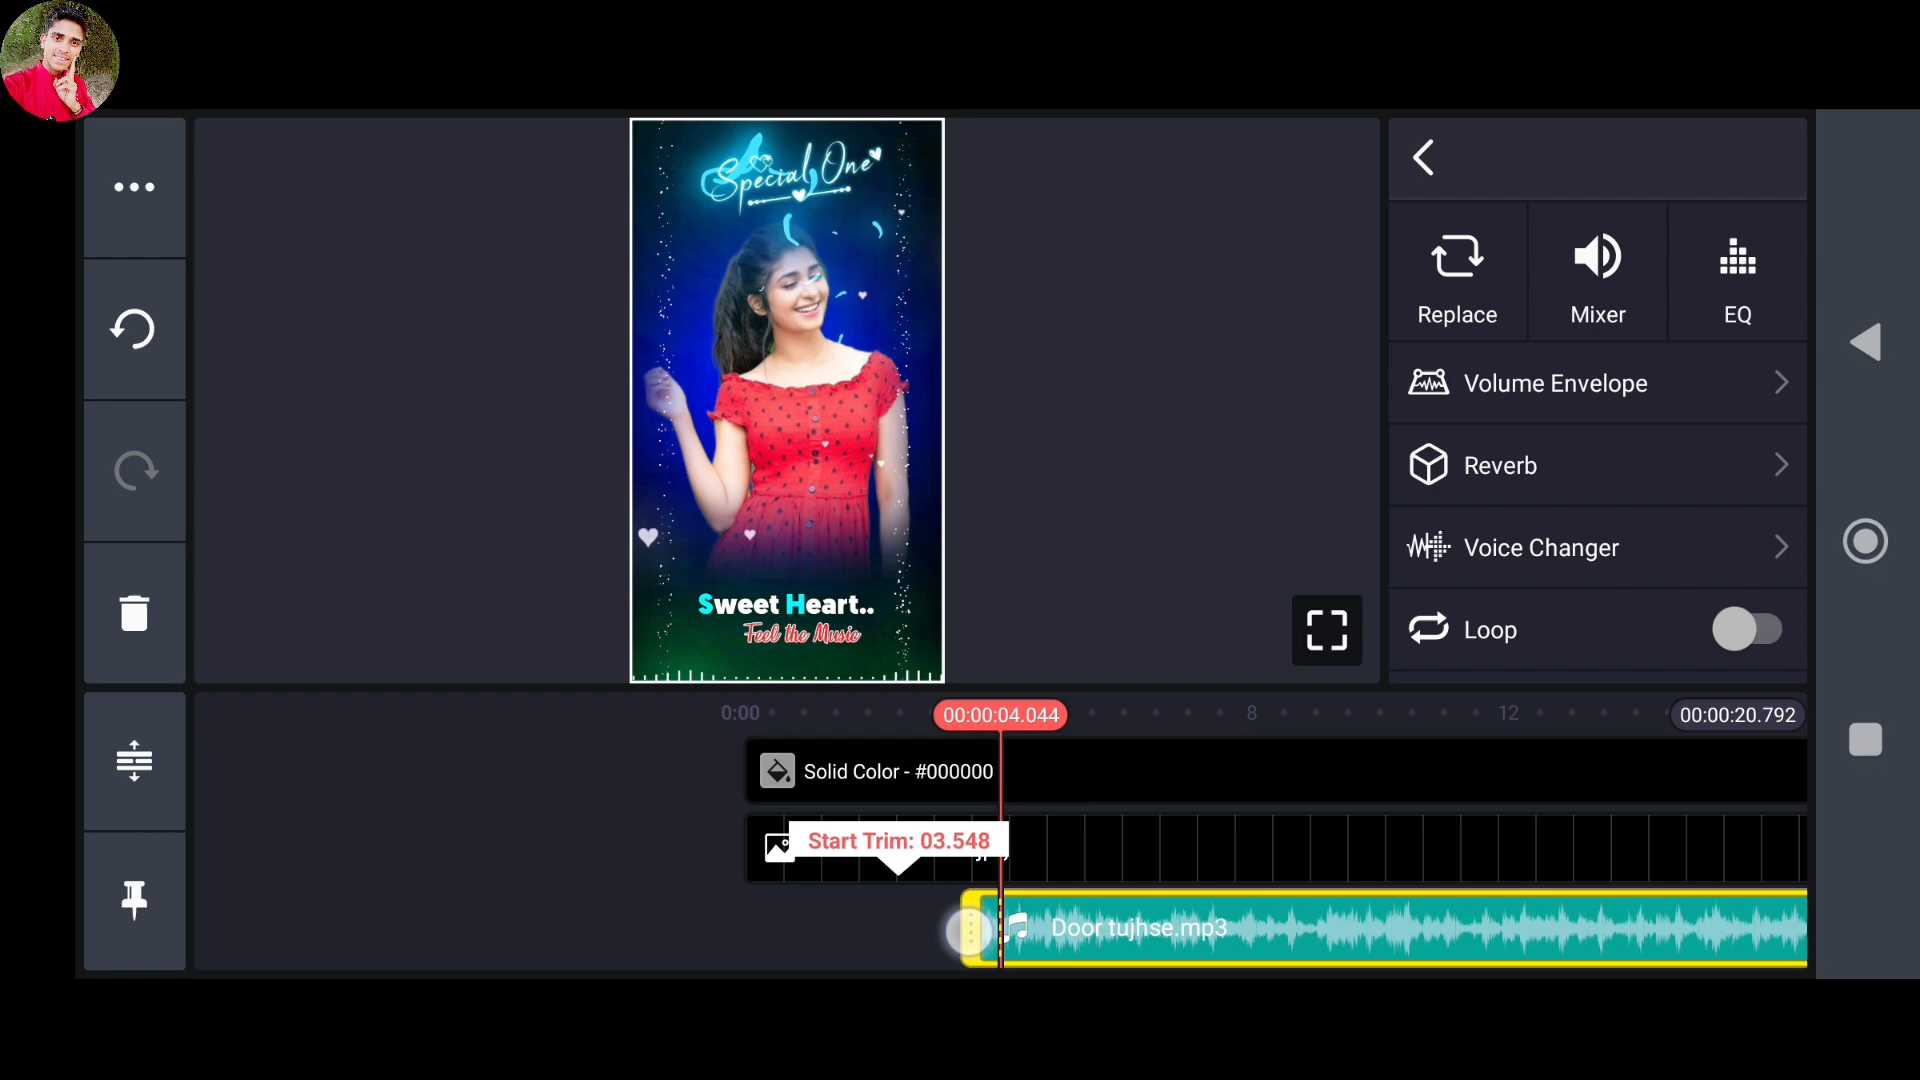 Special One
Sweet Heart..
Feel the Music
Replace
Mixer
EQ
Volume Envelope
Reverb
Voice Changer
Loop
0:00
00:00:04.044
8
12
00:00:20.792
Solid Color - #000000
Start Trim: 03.548
Door tujhse.mp3